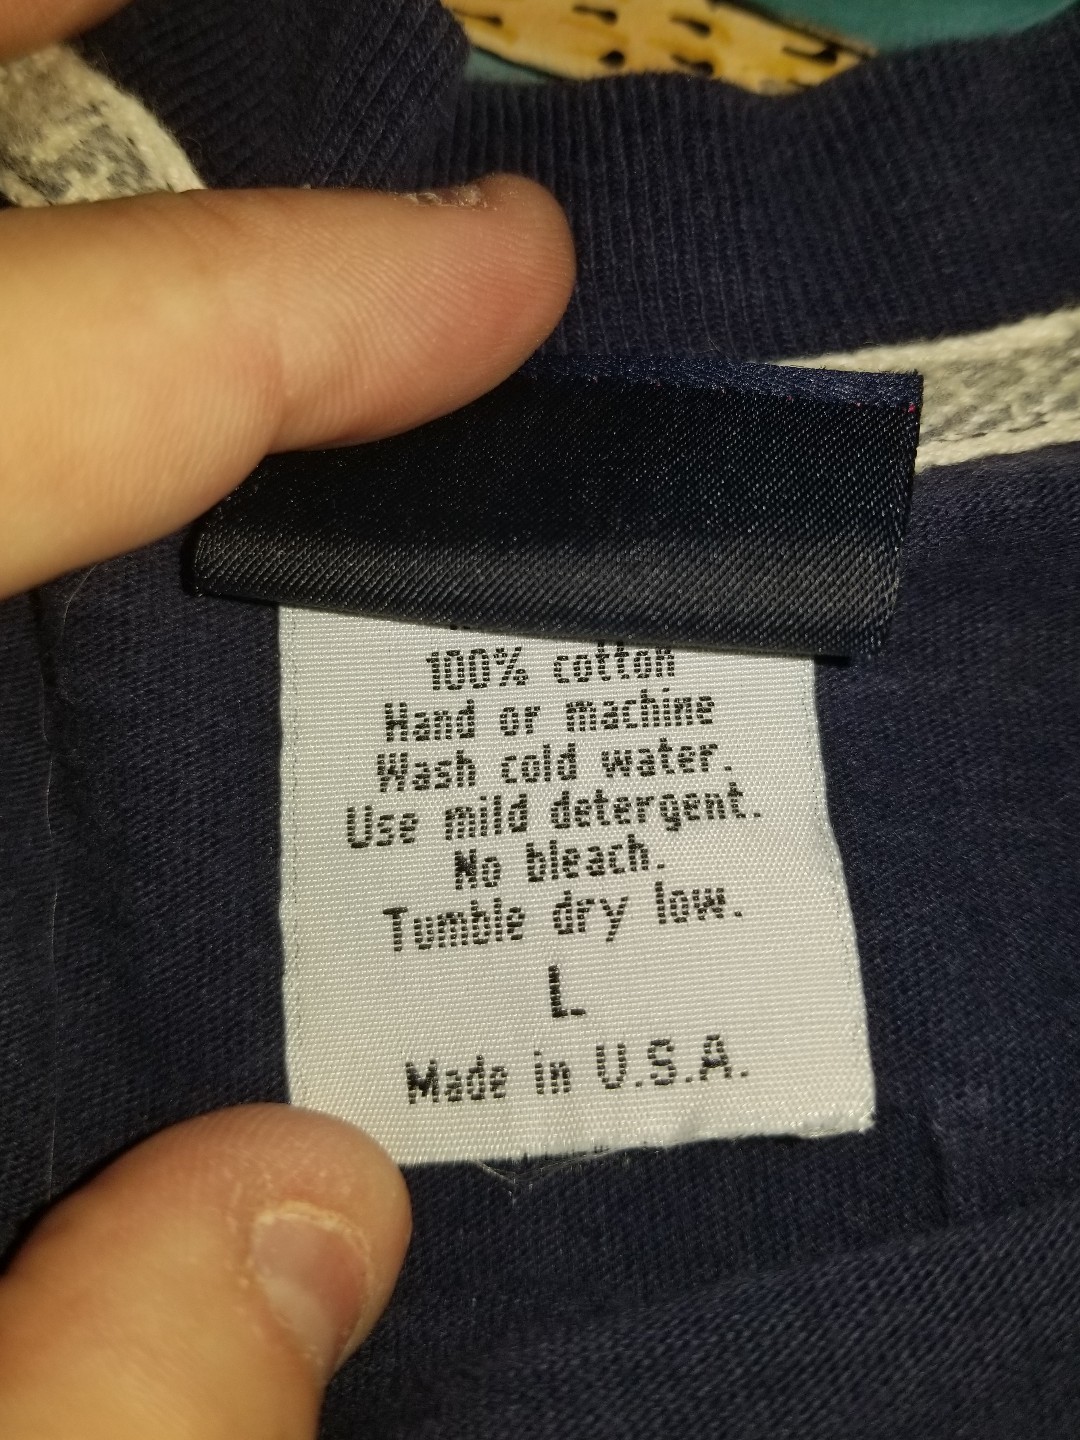 100% cotton
Hand or machine
Wash cold water.
Use mild detergent.
No bleach.
Tumble dry low.
L
Made in U.S.A.